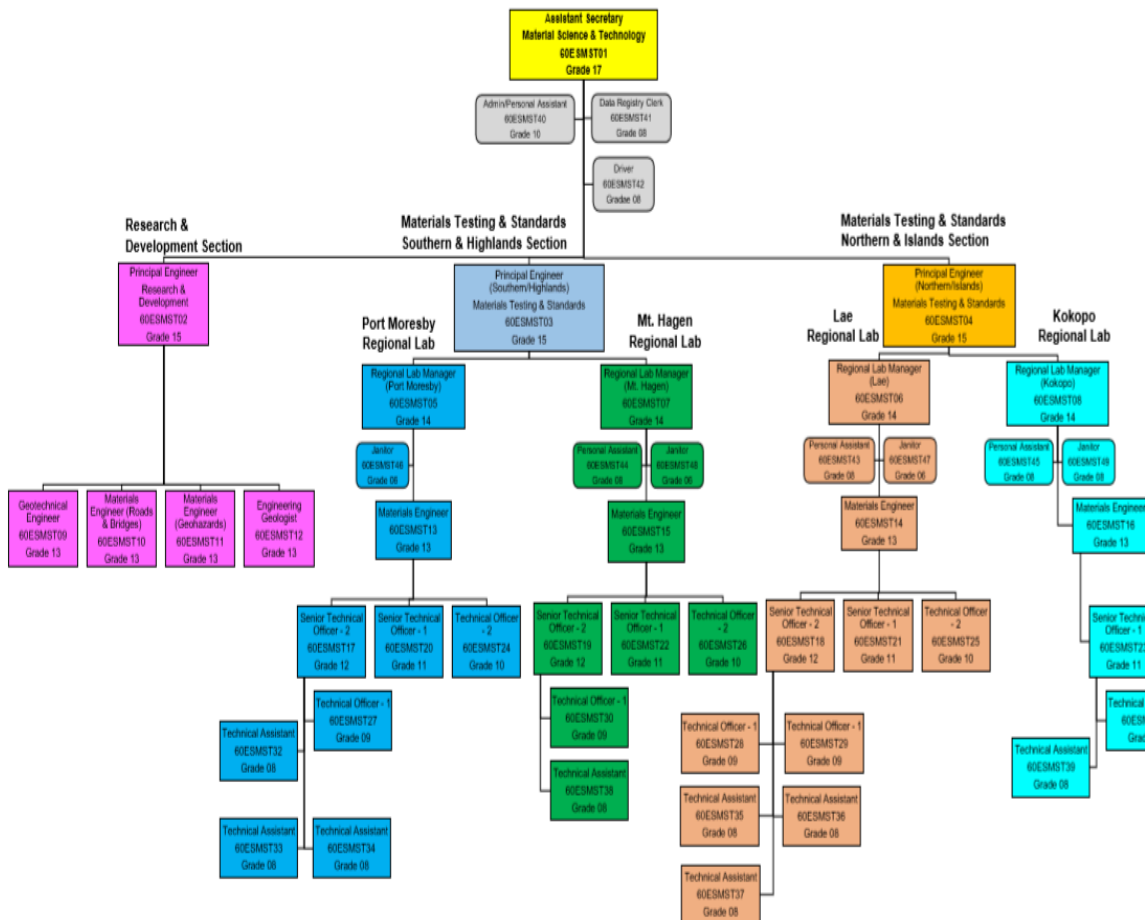 Assistant Secretary
Material Science & Technology
60ESMST01
Grade 17
Admin/Personal Assistant
60ESMST40
Grade 10
Data Registry Clerk
60ESMST41
Grade 08
Driver
60ESMST42
Gradae 08
Research &
Development Section
Materials Testing & Standards
Southern & Highlands Section
Materials Testing & Standards
Northern & Islands Section
Principal Engineer
Research &
Development
60ESMST02
Grade 15
Principal Engineer
(Southern/Highlands)
Materials Testing & Standards
60ESMST03
Grade 15
Principal Engineer
(Northern/Islands)
Materials Testing & Standards
60ESMST04
Grade 15
Port Moresby
Regional Lab
Mt. Hagen
Regional Lab
Lae
Regional Lab
Kokopo
Regional Lab
Regional Lab Manager
(Port Moresby)
60ESMST05
Grade 14
Regional Lab Manager
(Mt. Hagen)
60ESMST07
Grade 14
Regional Lab Manager
(Lae)
60ESMST06
Grade 14
Regional Lab Manager
(Kokopo)
60ESMST08
Grade 14
Janitor
60ESMST46
Grade 08
Personal Assistant
60ESMST44
Grade 08
Janitor
60ESMST48
Grade 06
Personal Assistant
60ESMST43
Grade 08
Janitor
60ESMST47
Grade 06
Personal Assistant
60ESMST45
Grade 08
Janitor
60ESMST49
Grade 08
Geotechnical
Engineer
60ESMST09
Grade 13
Materials
Engineer (Roads
& Bridges)
60ESMST10
Grade 13
Materials
Engineer
(Geohazards)
60ESMST11
Grade 13
Engineering
Geologist
60ESMST12
Grade 13
Materials Engineer
60ESMST13
Grade 13
Materials Engineer
60ESMST15
Grade 13
Materials Engineer
60ESMST14
Grade 13
Materials Engineer
60ESMST16
Grade 13
Senior Technical
Officer - 2
60ESMST17
Grade 12
Senior Technical
Officer - 1
60ESMST20
Grade 11
Technical Officer
- 2
60ESMST24
Grade 10
Senior Technical
Officer - 2
60ESMST19
Grade 12
Senior Technical
Officer - 1
60ESMST22
Grade 11
Technical Officer
- 2
60ESMST26
Grade 10
Senior Technical
Officer - 2
60ESMST18
Grade 12
Senior Technical
Officer - 1
60ESMST21
Grade 11
Technical Officer
- 2
60ESMST25
Grade 10
Senior Technical
Officer - 1
60ESMST23
Grade 11
Technical Officer - 1
60ESMST27
Grade 09
Technical Assistant
60ESMST32
Grade 08
Technical Assistant
60ESMST33
Grade 08
Technical Assistant
60ESMST34
Grade 08
Technical Officer - 1
60ESMST30
Grade 09
Technical Assistant
60ESMST38
Grade 08
Technical Officer - 1
60ESMST28
Grade 09
Technical Officer - 1
60ESMST29
Grade 09
Technical Assistant
60ESMST35
Grade 08
Technical Assistant
60ESMST36
Grade 08
Technical Assistant
60ESMST37
Grade 08
Technical
60ESM
Technical Assistant
60ESMST39
Grade 08